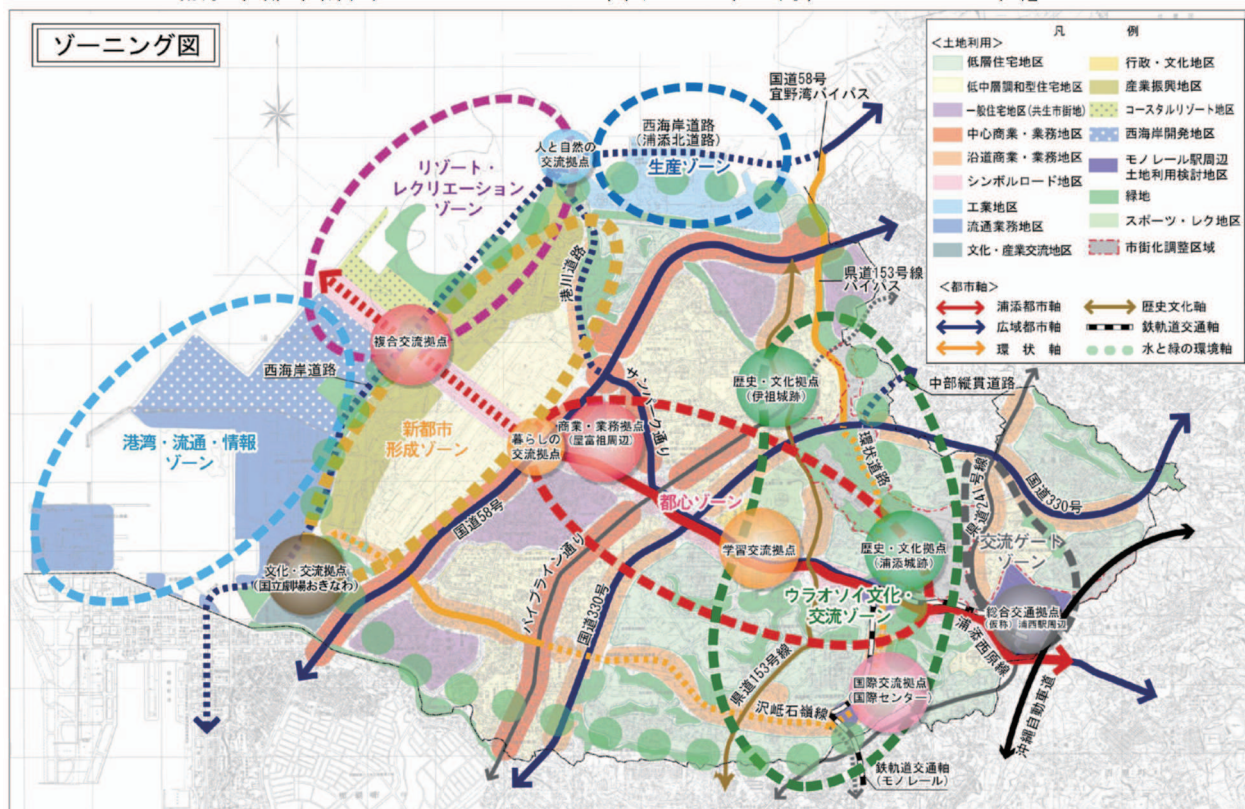 ゾーニング図
凡 例
<土地利用>
低層住宅地区
低中層調和型住宅地区
一般住宅地区(共生市街地)
中心商業・業務地区
沿道商業・業務地区
シンボルロード地区
工業地区
流通業務地区
文化・産業交流地区
行政・文化地区
産業振興地区
コースタルリゾート地区
西海岸開発地区
モノレール駅周辺
土地利用検討地区
緑地
スポーツ・レク地区
市街化調整区域
<都市軸>
浦添都市軸
広域都市軸
環状軸
歴史文化軸
鉄軌道交通軸
水と緑の環境軸
国道58号
宜野湾バイパス
西海岸道路
(浦添北道路)
生産ゾーン
人と自然の
交流拠点
リゾート・
レクリエーション
ゾーン
港川道路
県道153号線
バイパス
複合交流拠点
西海岸道路
港湾・流通・情報
ゾーン
新都市
形成ゾーン
暮らしの
交流拠点
商業・業務拠点
(屋富祖周辺)
キンパーク通り
歴史・文化拠点
(伊祖城跡)
中部縦貫道路
環状道路
県道241号線
国道330号
交流ゲート
ゾーン
都心ゾーン
学習交流拠点
歴史・文化拠点
(浦添城跡)
ウラオソイ文化・
交流ゾーン
総合交通拠点
(仮称)浦西駅周辺
浦添西原線
文化・交流拠点
(国立劇場おきなわ)
国道58号
パイプライン通り
国道330号
県道153号線
沢岻石嶺線
国際交流拠点
(国際センター)
鉄軌道交通軸
(モノレール)
沖縄自動車道